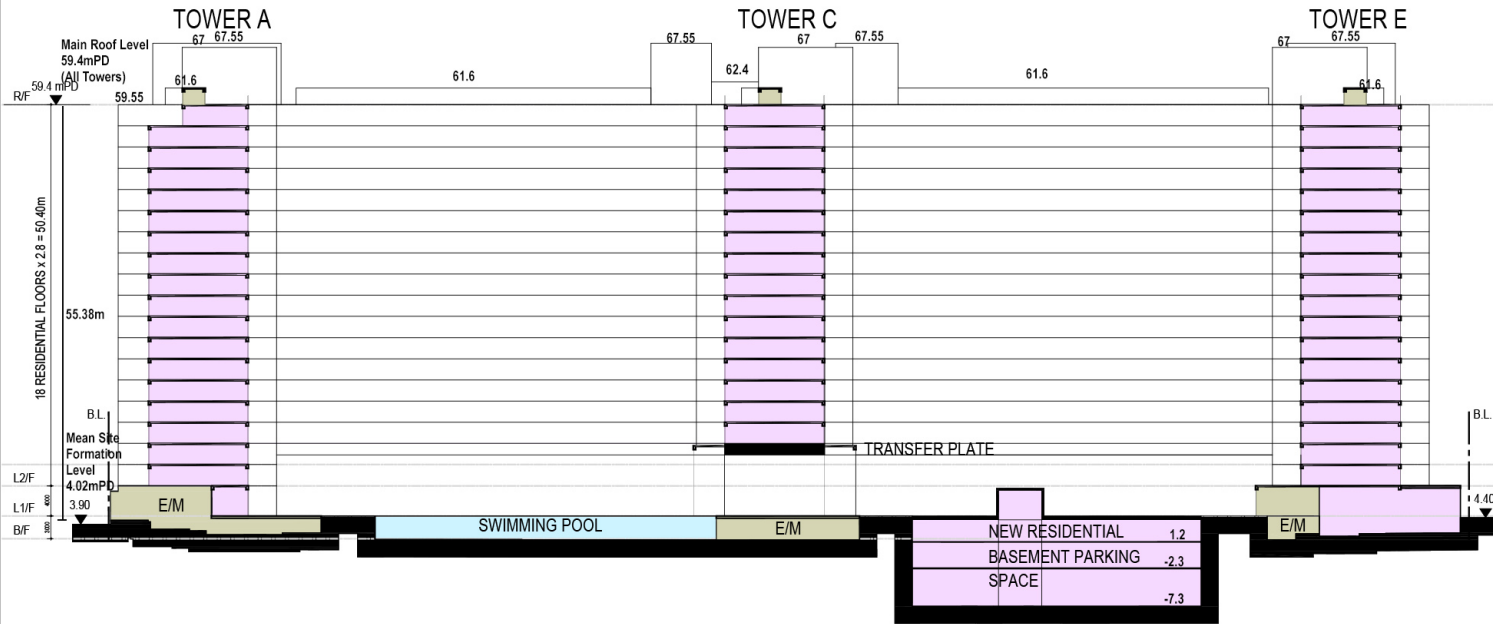 TOWER A
TOWER C
TOWER E
Main Roof Level
59.4mPD
(All Towers)
67
67.55
67.55
67
67.55
67
67.55
61.6
61.6
62.4
61.6
61.6
R/F
59.4 mPD
59.55
18 RESIDENTIAL FLOORS x 2.8 = 50.40m
55.38m
B.L.
B.L.
Mean Site
Formation
Level
4.02mPD
TRANSFER PLATE
L2/F
L1/F
3.90
B/F
E/M
SWIMMING POOL
E/M
NEW RESIDENTIAL
1.2
BASEMENT PARKING
-2.3
SPACE
-7.3
E/M
4.40